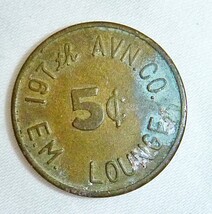 197th AVN. CO.
5¢
E.M. LOUNGE